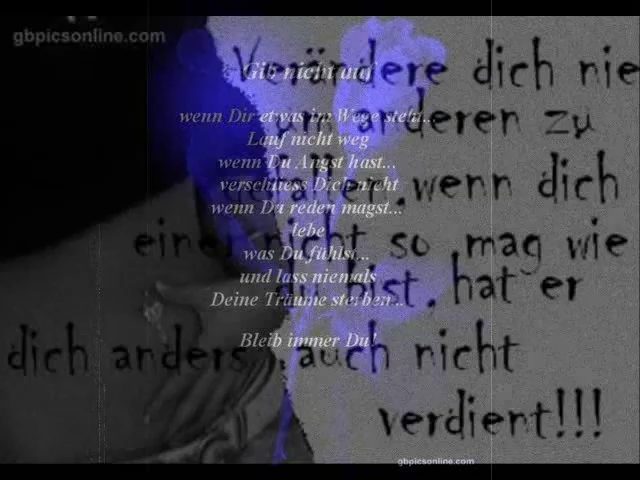 gbpicsonline.com
Verändere dich nie
um anderen zu
gefallen, wenn dich
einer nicht so mag wie
du bist, hat er
dich anders auch nicht
verdient!!!
Gib nicht auf
wenn Dir etwas im Wege steht...
Lauf nicht weg
wenn Du Angst hast...
verschliess Dich nicht
wenn Du reden magst...
lebe
was Du fühlst...
und lass niemals
Deine Träume sterben...
Bleib immer Du!
gbpicsonline.com